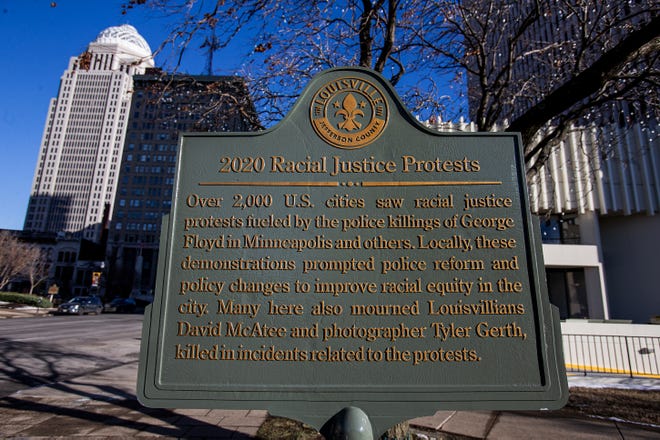 LOUISVILLE
JEFFERSON COUNTY
2020 Racial Justice Protests
Over 2,000 U.S. cities saw racial justice
protests fueled by the police killings of George
Floyd in Minneapolis and others. Locally, these
demonstrations prompted police reform and
policy changes to improve racial equity in the
city. Many here also mourned Louisvillians
David McAtee and photographer Tyler Gerth,
killed in incidents related to the protests.